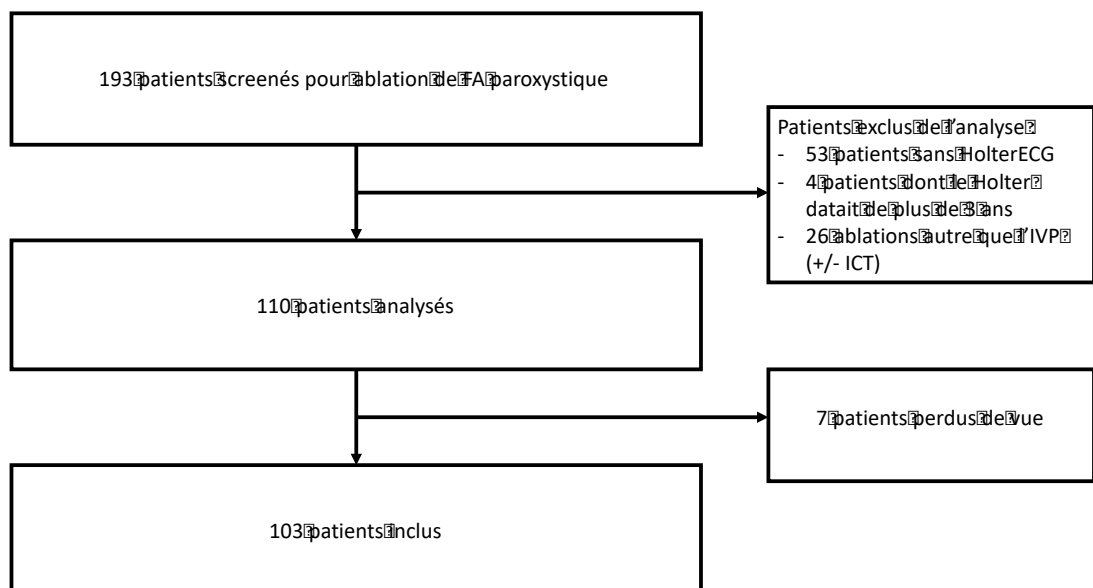 193 patients screenés pour ablation de FA paroxystique
Patients exclus de l'analyse
- 53 patients sans HolterECG
- 4 patients dont le Holter
datait de plus de 3 ans
- 26 ablations autre que l'IVP
(+/- ICT)
110 patients analysés
7 patients perdus de vue
103 patients inclus